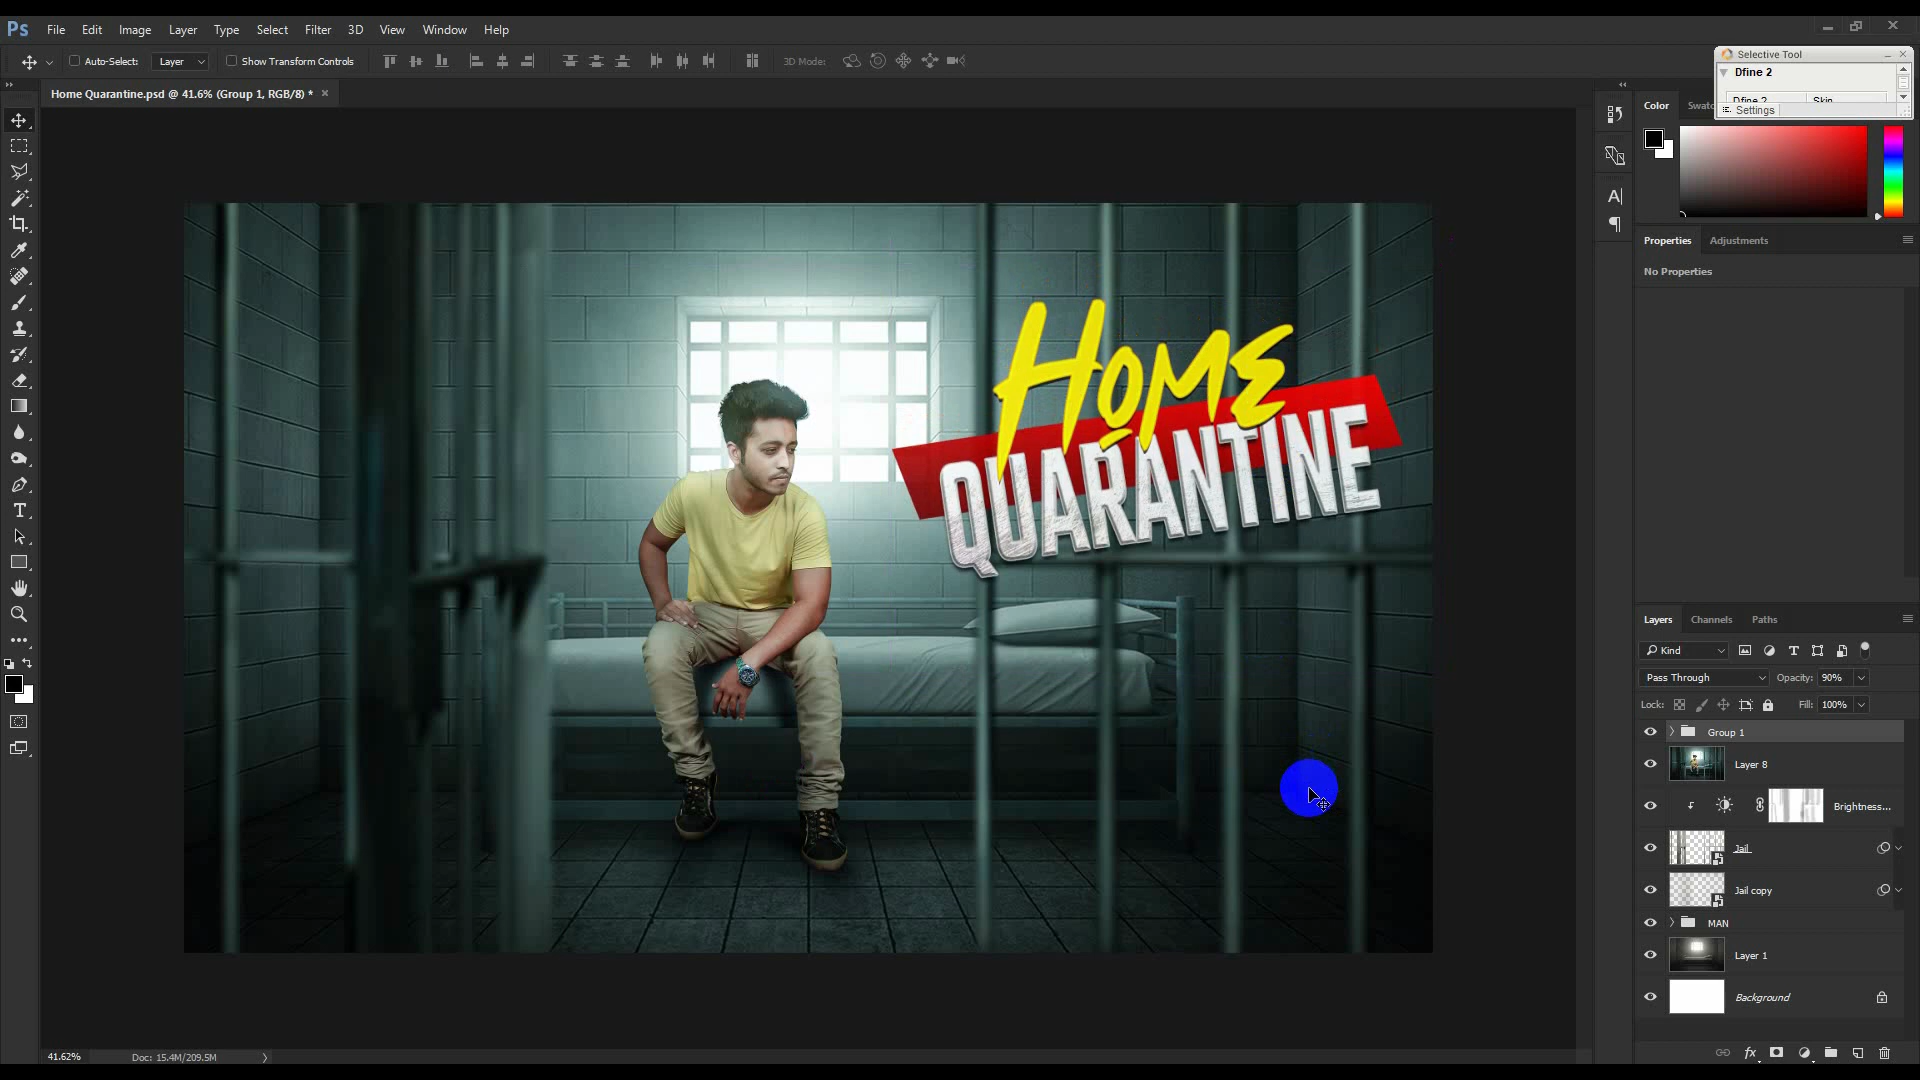 Ps File Edit Image Layer Type Select Filter 3D View Window Help
Auto-Select: Layer Show Transform Controls 3D Mode:
Selective Tool
Dfine 2
Dfine 2 Skin
Settings
Home Quarantine.psd @ 41.6% (Group 1, RGB/8) *
Color
Properties Adjustments
No Properties
HOME
QUARANTINE
Layers Channels Paths
Kind
Pass Through Opacity: 90%
Lock: Fill: 100%
Group 1
Layer 8
Brightness...
Jail
Jail copy
MAN
Layer 1
Background
41.62% Doc: 15.4M/209.5M